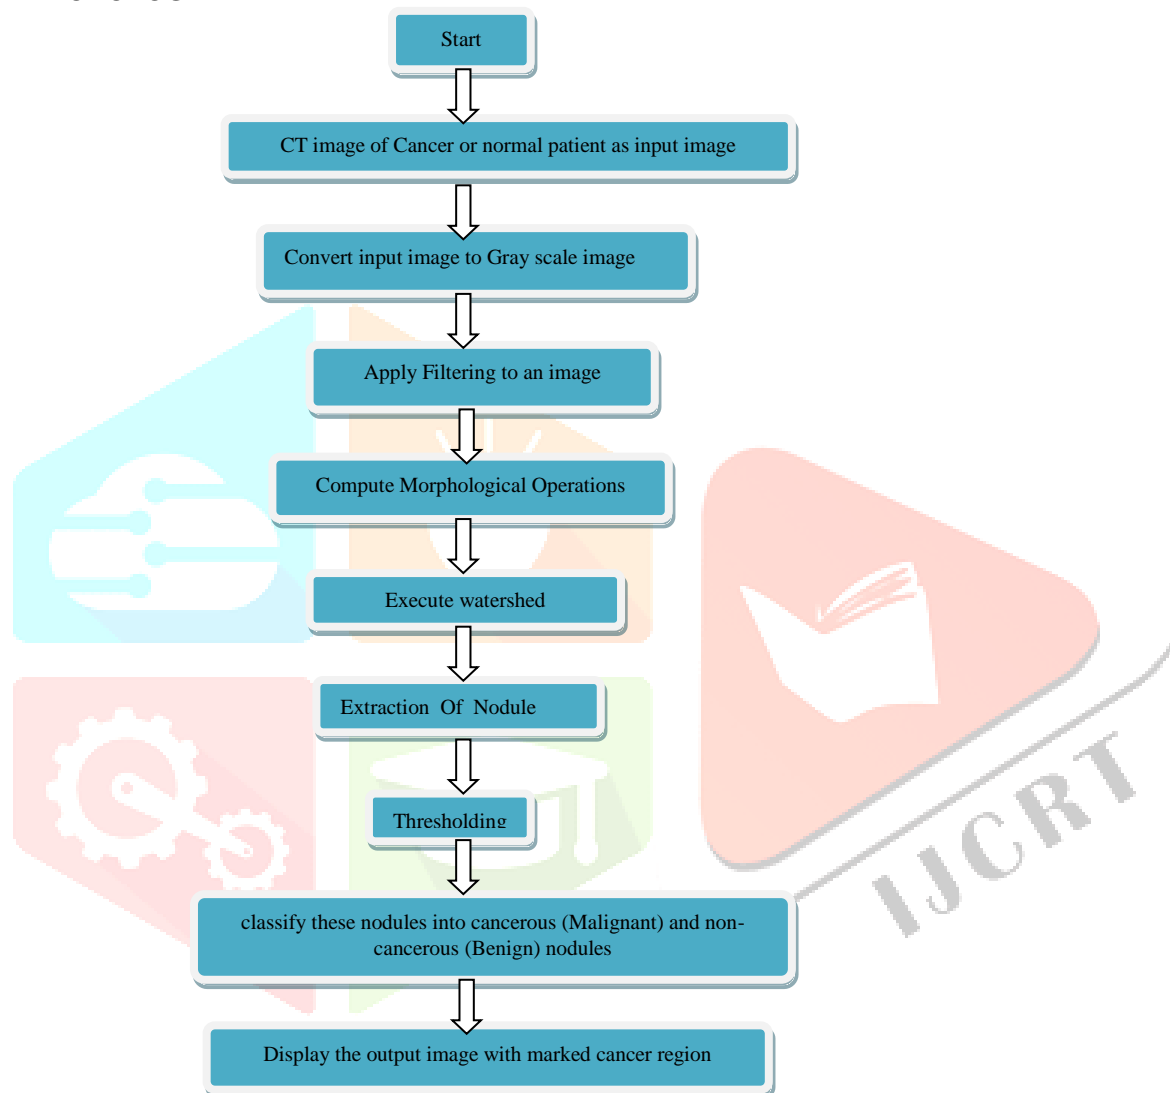 Start
CT image of Cancer or normal patient as input image
Convert input image to Gray scale image
Apply Filtering to an image
Compute Morphological Operations
Execute watershed
Extraction Of Nodule
Thresholding
classify these nodules into cancerous (Malignant) and non-
cancerous (Benign) nodules
Display the output image with marked cancer region
IJCRT